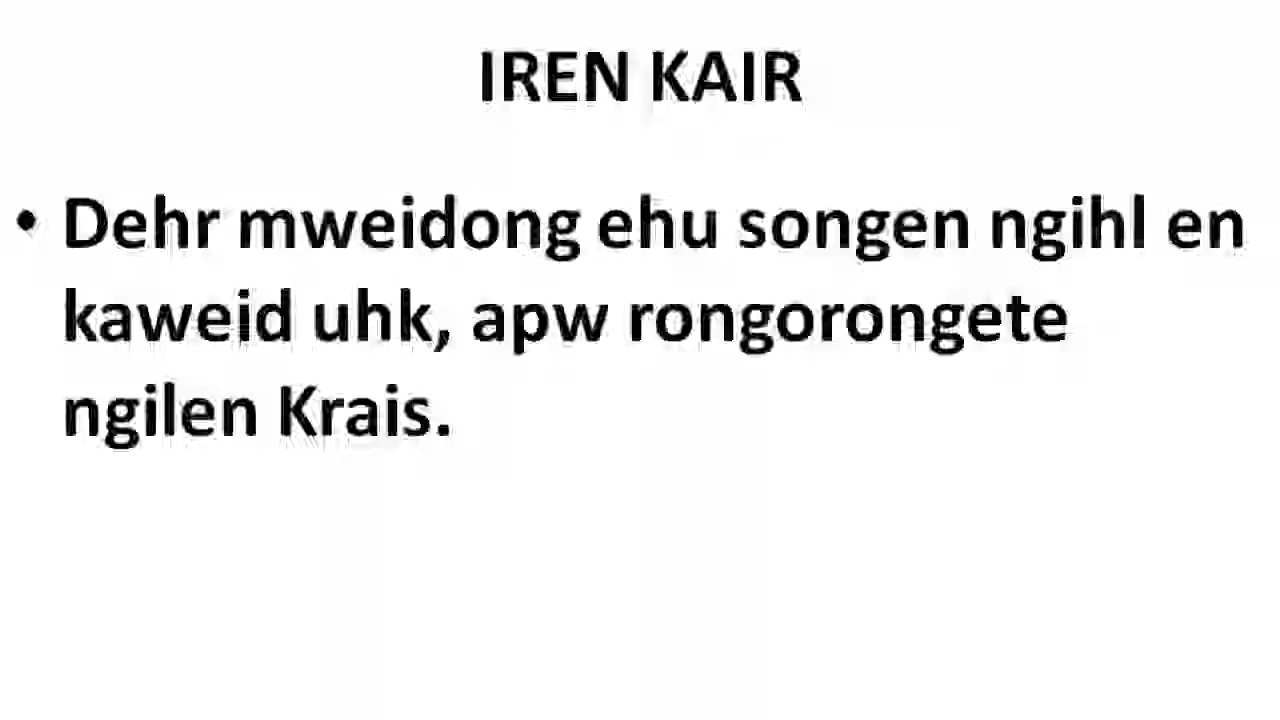 IREN KAIR
• Dehr mweidong ehu songen ngihl en
kaweid uhk, apw rongorongete
ngilen Krais.